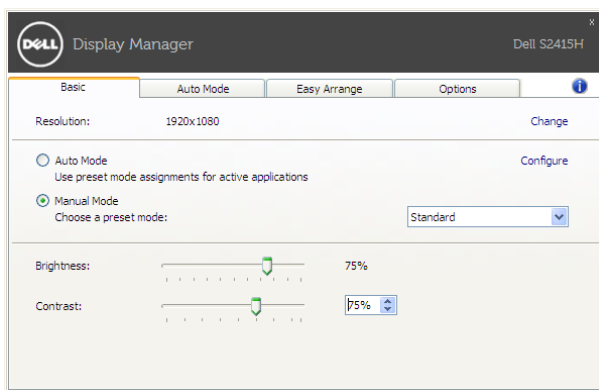 DELL Display Manager Dell S2415H x
Basic Auto Mode Easy Arrange Options i
Resolution: 1920x1080 Change
Auto Mode Configure
Use preset mode assignments for active applications
Manual Mode
Choose a preset mode: Standard
Brightness: 75%
Contrast: 75%